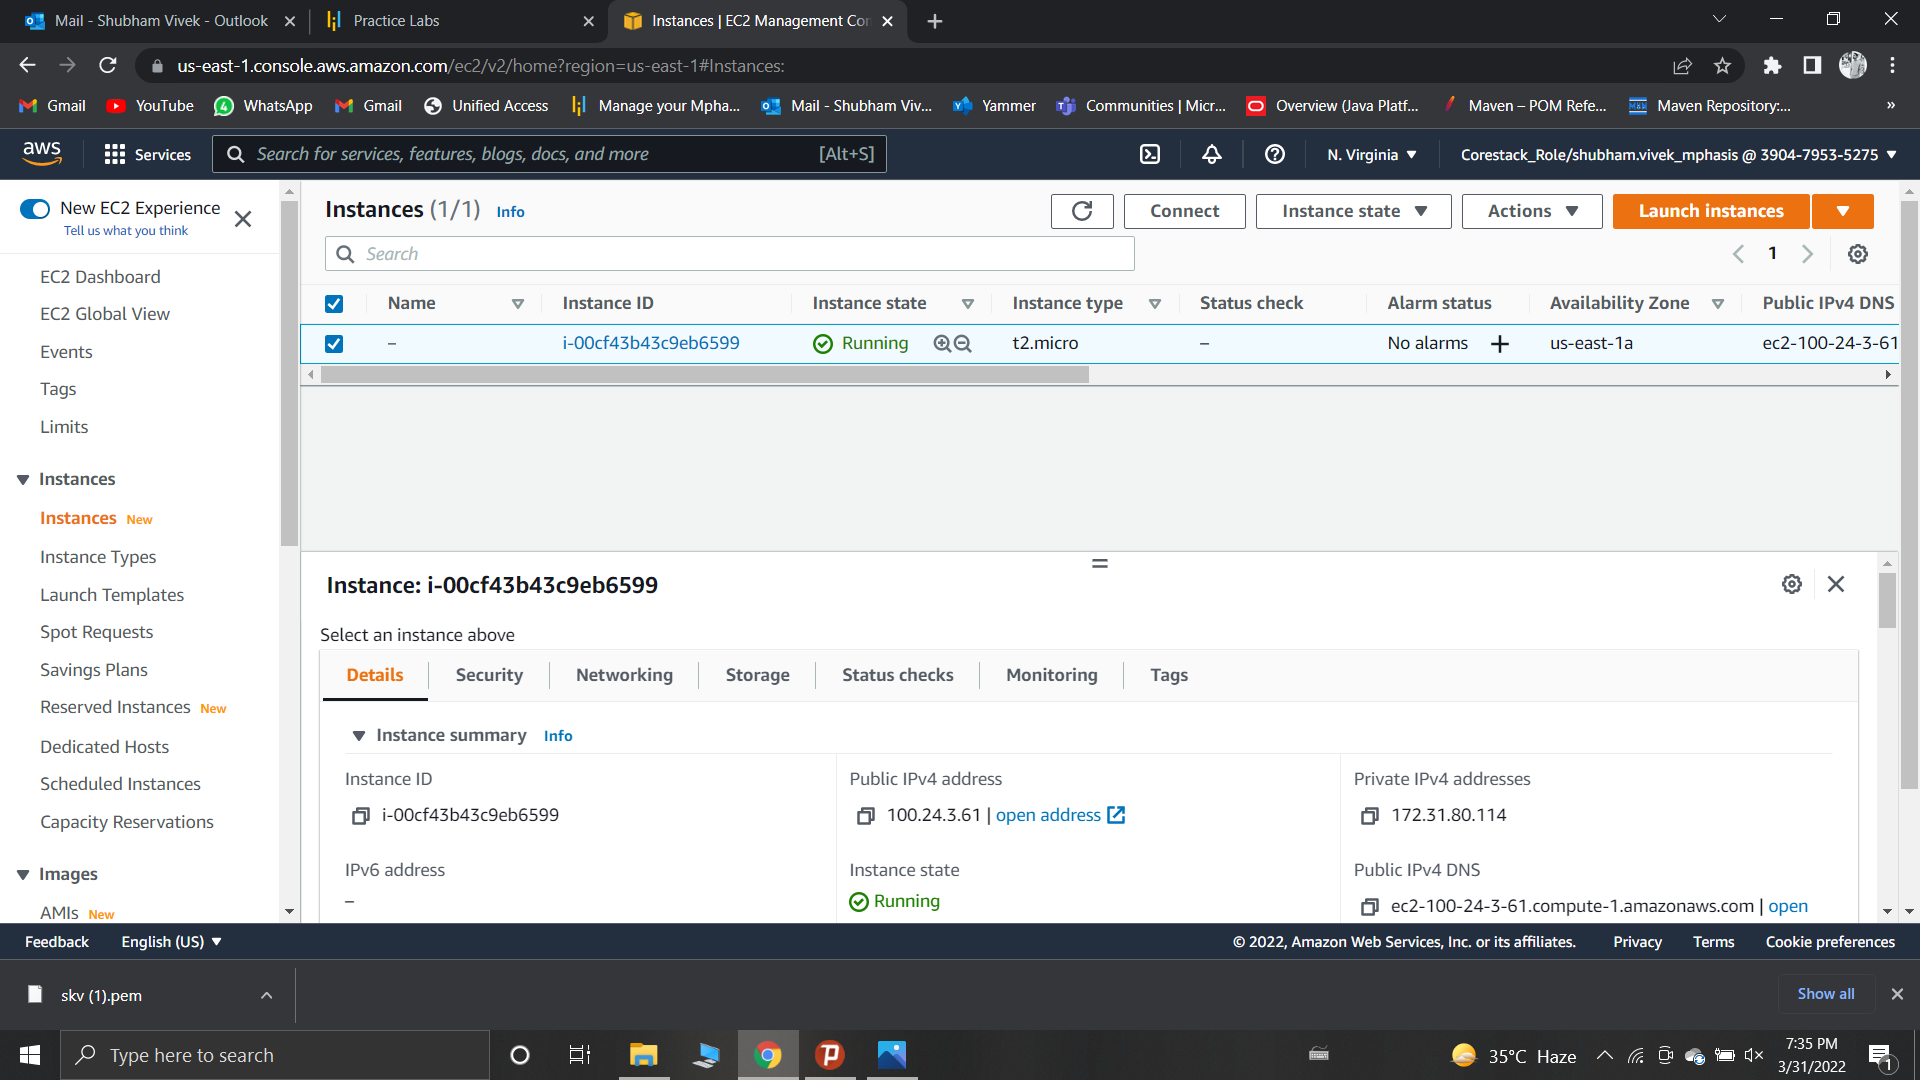 Mail - Shubham Vivek - Outlook
Practice Labs
Instances | EC2 Management Con
us-east-1.console.aws.amazon.com/ec2/v2/home?region=us-east-1#Instances:
Gmail YouTube WhatsApp Gmail Unified Access Manage your Mpha... Mail - Shubham Viv... Yammer Communities | Micr... Overview (Java Platf... Maven – POM Refe... Maven Repository:... »
aws Services Search for services, features, blogs, docs, and more [Alt+S] N. Virginia Corestack_Role/shubham.vivek_mphasis @ 3904-7953-5275
New EC2 Experience
Tell us what you think
EC2 Dashboard
EC2 Global View
Events
Tags
Limits
Instances
Instances New
Instance Types
Launch Templates
Spot Requests
Savings Plans
Reserved Instances New
Dedicated Hosts
Scheduled Instances
Capacity Reservations
Images
AMIs New
Instances (1/1) Info
Connect Instance state Actions Launch instances
Search
1
Name Instance ID Instance state Instance type Status check Alarm status Availability Zone Public IPv4 DNS
– i-00cf43b43c9eb6599 Running t2.micro – No alarms + us-east-1a ec2-100-24-3-61
Instance: i-00cf43b43c9eb6599
Select an instance above
Details Security Networking Storage Status checks Monitoring Tags
Instance summary Info
Instance ID
i-00cf43b43c9eb6599
Public IPv4 address
100.24.3.61 | open address
Private IPv4 addresses
172.31.80.114
IPv6 address
–
Instance state
Running
Public IPv4 DNS
ec2-100-24-3-61.compute-1.amazonaws.com | open
Feedback English (US) © 2022, Amazon Web Services, Inc. or its affiliates. Privacy Terms Cookie preferences
skv (1).pem
Show all
Type here to search
35°C Haze
7:35 PM
3/31/2022
1